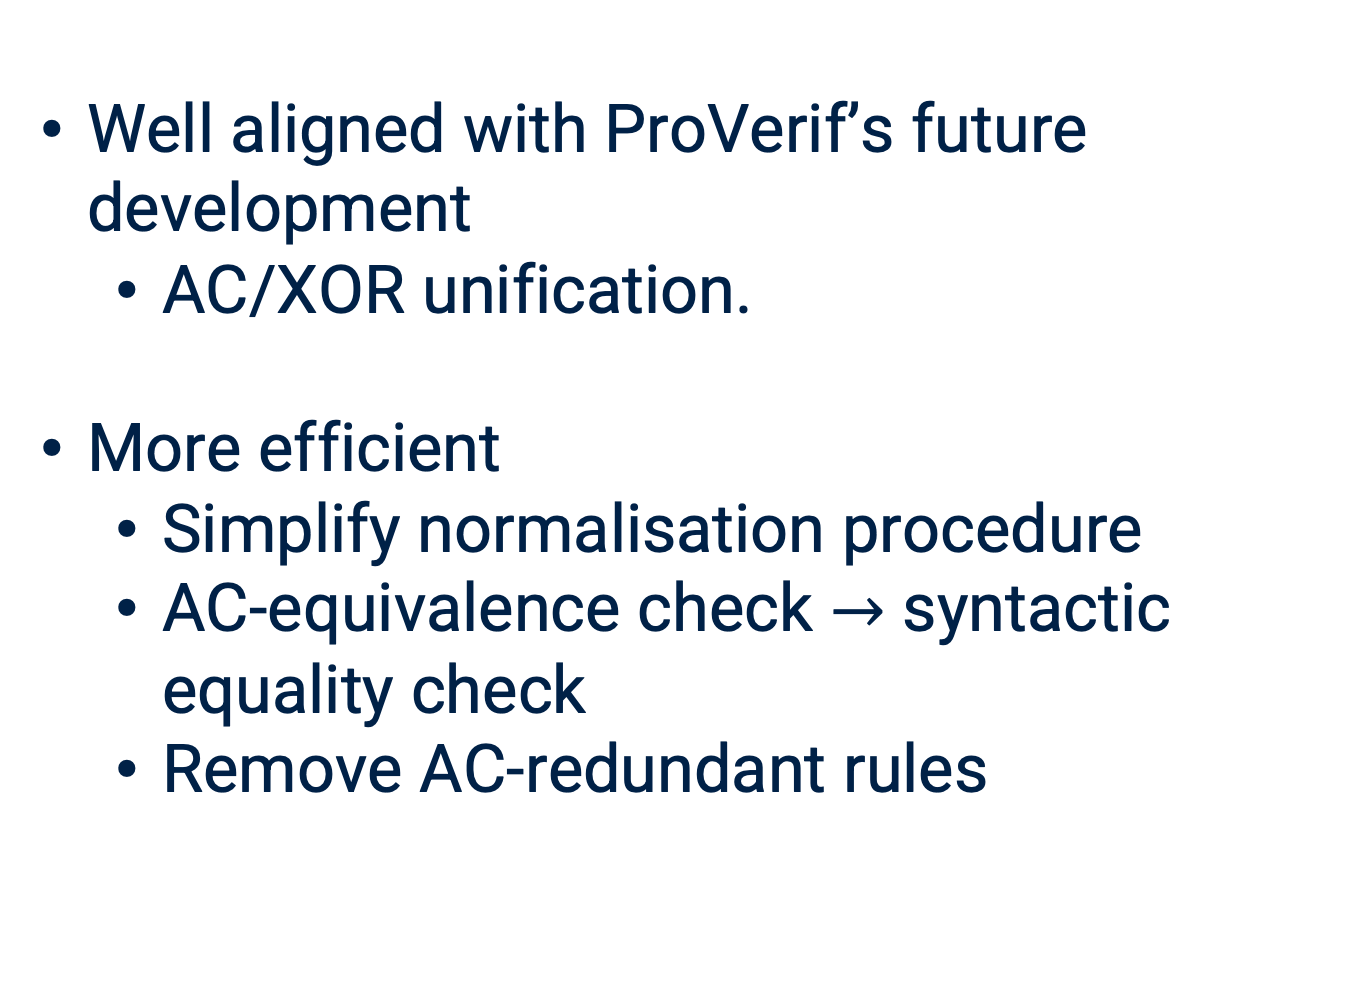 • Well aligned with ProVerif’s future
development
• AC/XOR unification.
• More efficient
• Simplify normalisation procedure
• AC-equivalence check → syntactic
equality check
• Remove AC-redundant rules